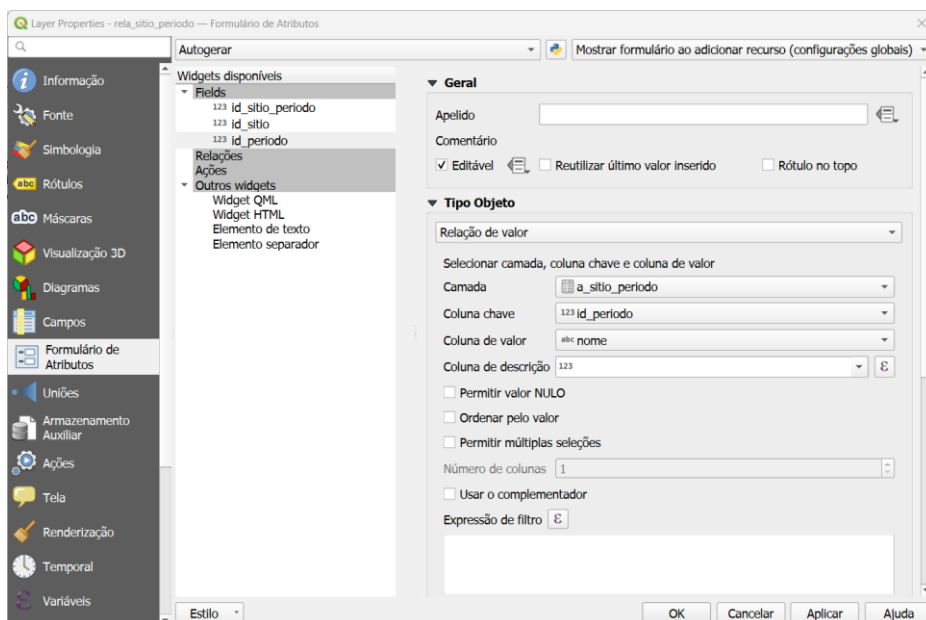 Layer Properties - rela_sitio_periodo — Formulário de Atributos
Autogerar
Mostrar formulário ao adicionar recurso (configurações globais)
Informação
Fonte
Simbologia
abc Rótulos
abc Máscaras
Visualização 3D
Diagramas
Campos
Formulário de
Atributos
Uniões
Armazenamento
Auxiliar
Ações
Tela
Renderização
Temporal
Variáveis
Widgets disponíveis
Fields
123 id_sitio_periodo
123 id_sitio
123 id_periodo
Relações
Ações
Outros widgets
Widget QML
Widget HTML
Elemento de texto
Elemento separador
Estilo
Geral
Apelido
Comentário
Editável
Reutilizar último valor inserido
Rótulo no topo
Tipo Objeto
Relação de valor
Selecionar camada, coluna chave e coluna de valor
Camada a_sitio_periodo
Coluna chave 123 id_periodo
Coluna de valor abc nome
Coluna de descrição 123 ε
Permitir valor NULO
Ordenar pelo valor
Permitir múltiplas seleções
Número de colunas 1
Usar o complementador
Expressão de filtro ε
OK Cancelar Aplicar Ajuda